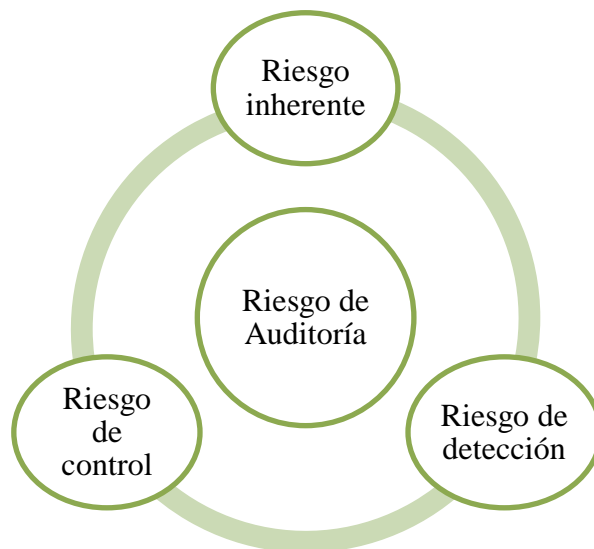 Riesgo
inherente
Riesgo de
Auditoría
Riesgo
de
control
Riesgo de
detección